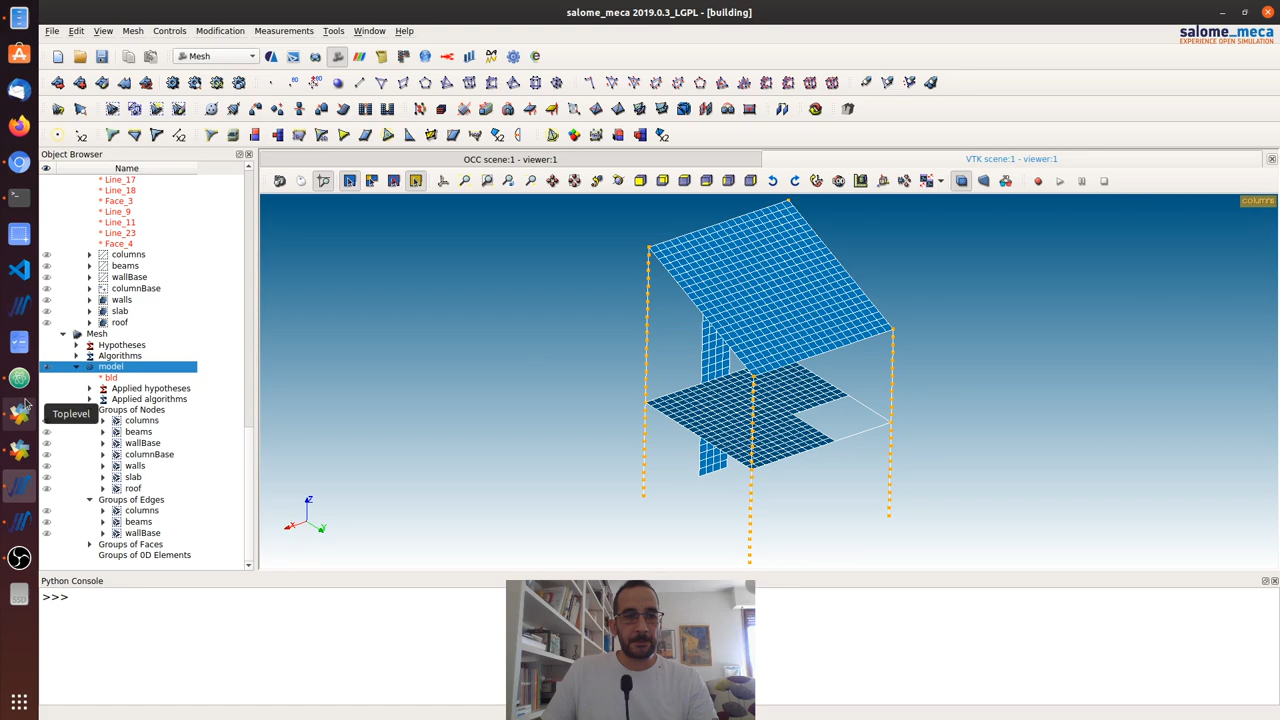 salome_meca 2019.0.3_LGPL - [building]
File Edit View Mesh Controls Modification Measurements Tools Window Help
salome_meca
EXPERIENCE OPEN SIMULATION
Mesh
Object Browser
OCC scene:1 - viewer:1
VTK scene:1 - viewer:1
Name
* Line_17
* Line_18
* Face_3
* Line_9
* Line_11
* Line_23
* Face_4
columns
beams
wallBase
columnBase
walls
slab
roof
Mesh
Hypotheses
Algorithms
model
* bld
Applied hypotheses
Applied algorithms
Groups of Nodes
Toplevel
columns
beams
wallBase
columnBase
walls
slab
roof
Groups of Edges
columns
beams
wallBase
Groups of Faces
Groups of 0D Elements
columns
Z
X
Y
Python Console
>>>
SSD